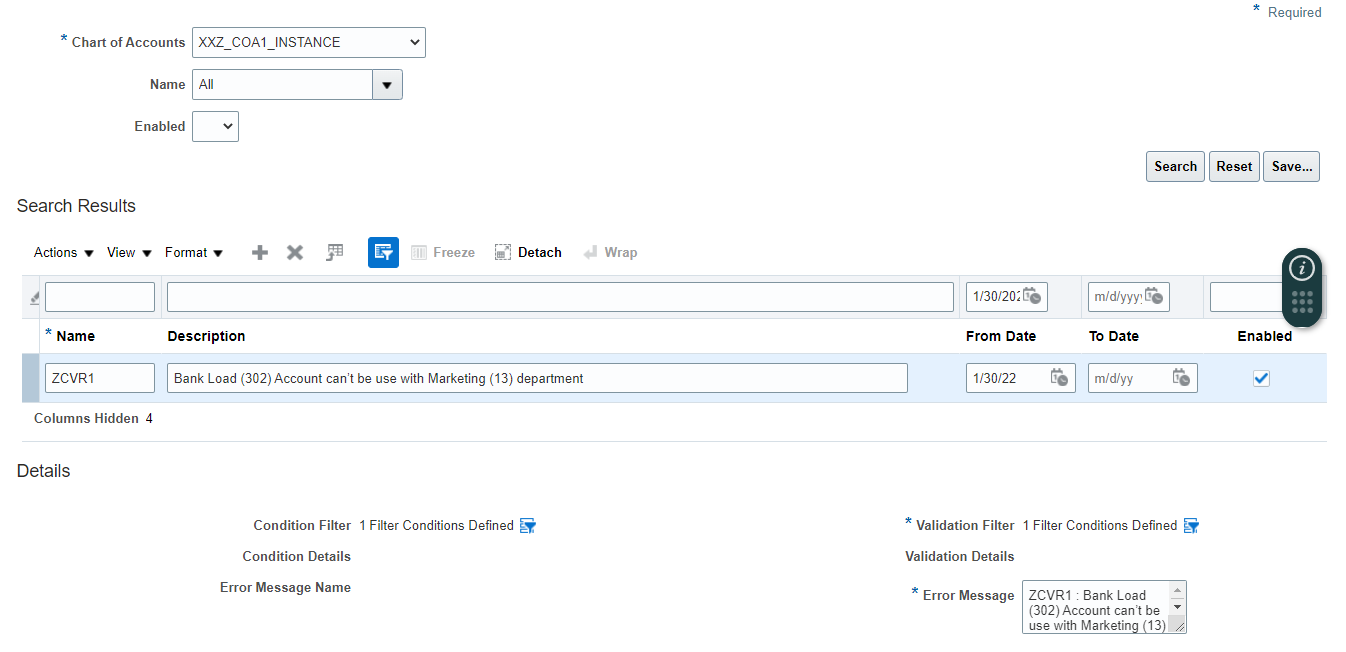 * Required
* Chart of Accounts XXZ_COA1_INSTANCE
Name All
Enabled
Search Reset Save...
Search Results
Actions View Format Freeze Detach Wrap
1/30/202 m/d/yyyy
* Name Description From Date To Date Enabled
ZCVR1 Bank Load (302) Account can't be use with Marketing (13) department 1/30/22 m/d/yy
Columns Hidden 4
Details
Condition Filter 1 Filter Conditions Defined * Validation Filter 1 Filter Conditions Defined
Condition Details Validation Details
Error Message Name
* Error Message ZCVR1 : Bank Load
(302) Account can't be
use with Marketing (13)